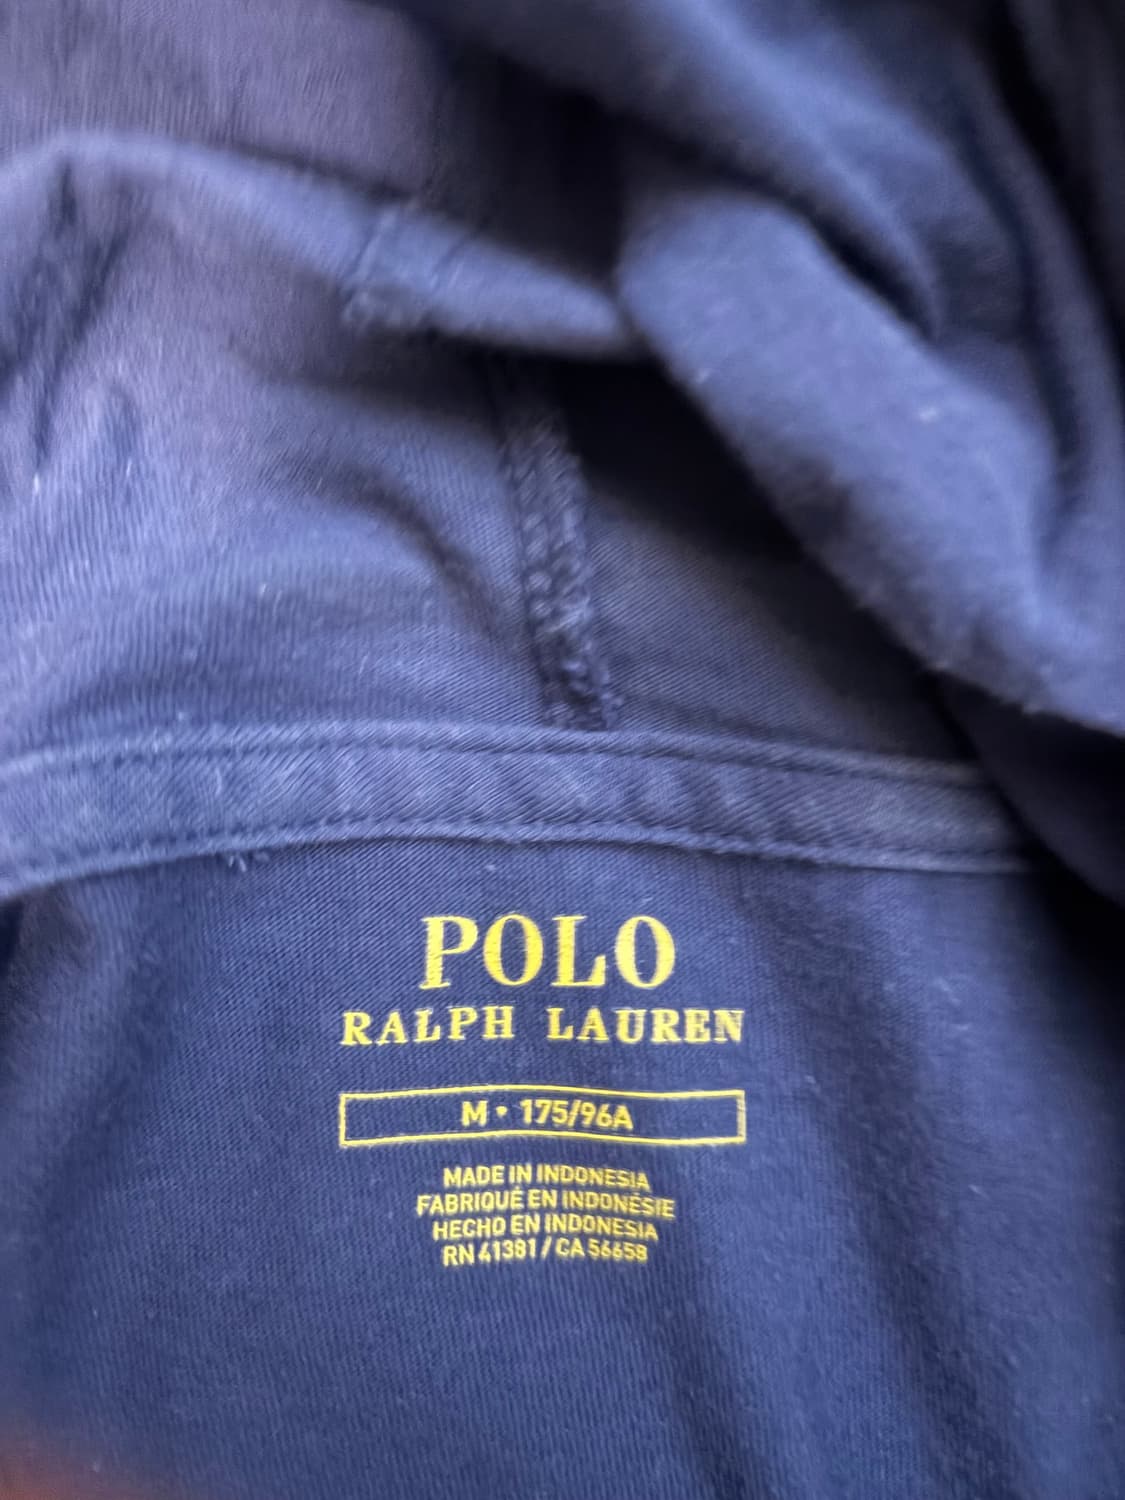 POLO
RALPH LAUREN
M • 175/96A
MADE IN INDONESIA
FABRIQUÉ EN INDONÉSIE
HECHO EN INDONESIA
RN 41381 / CA 56658